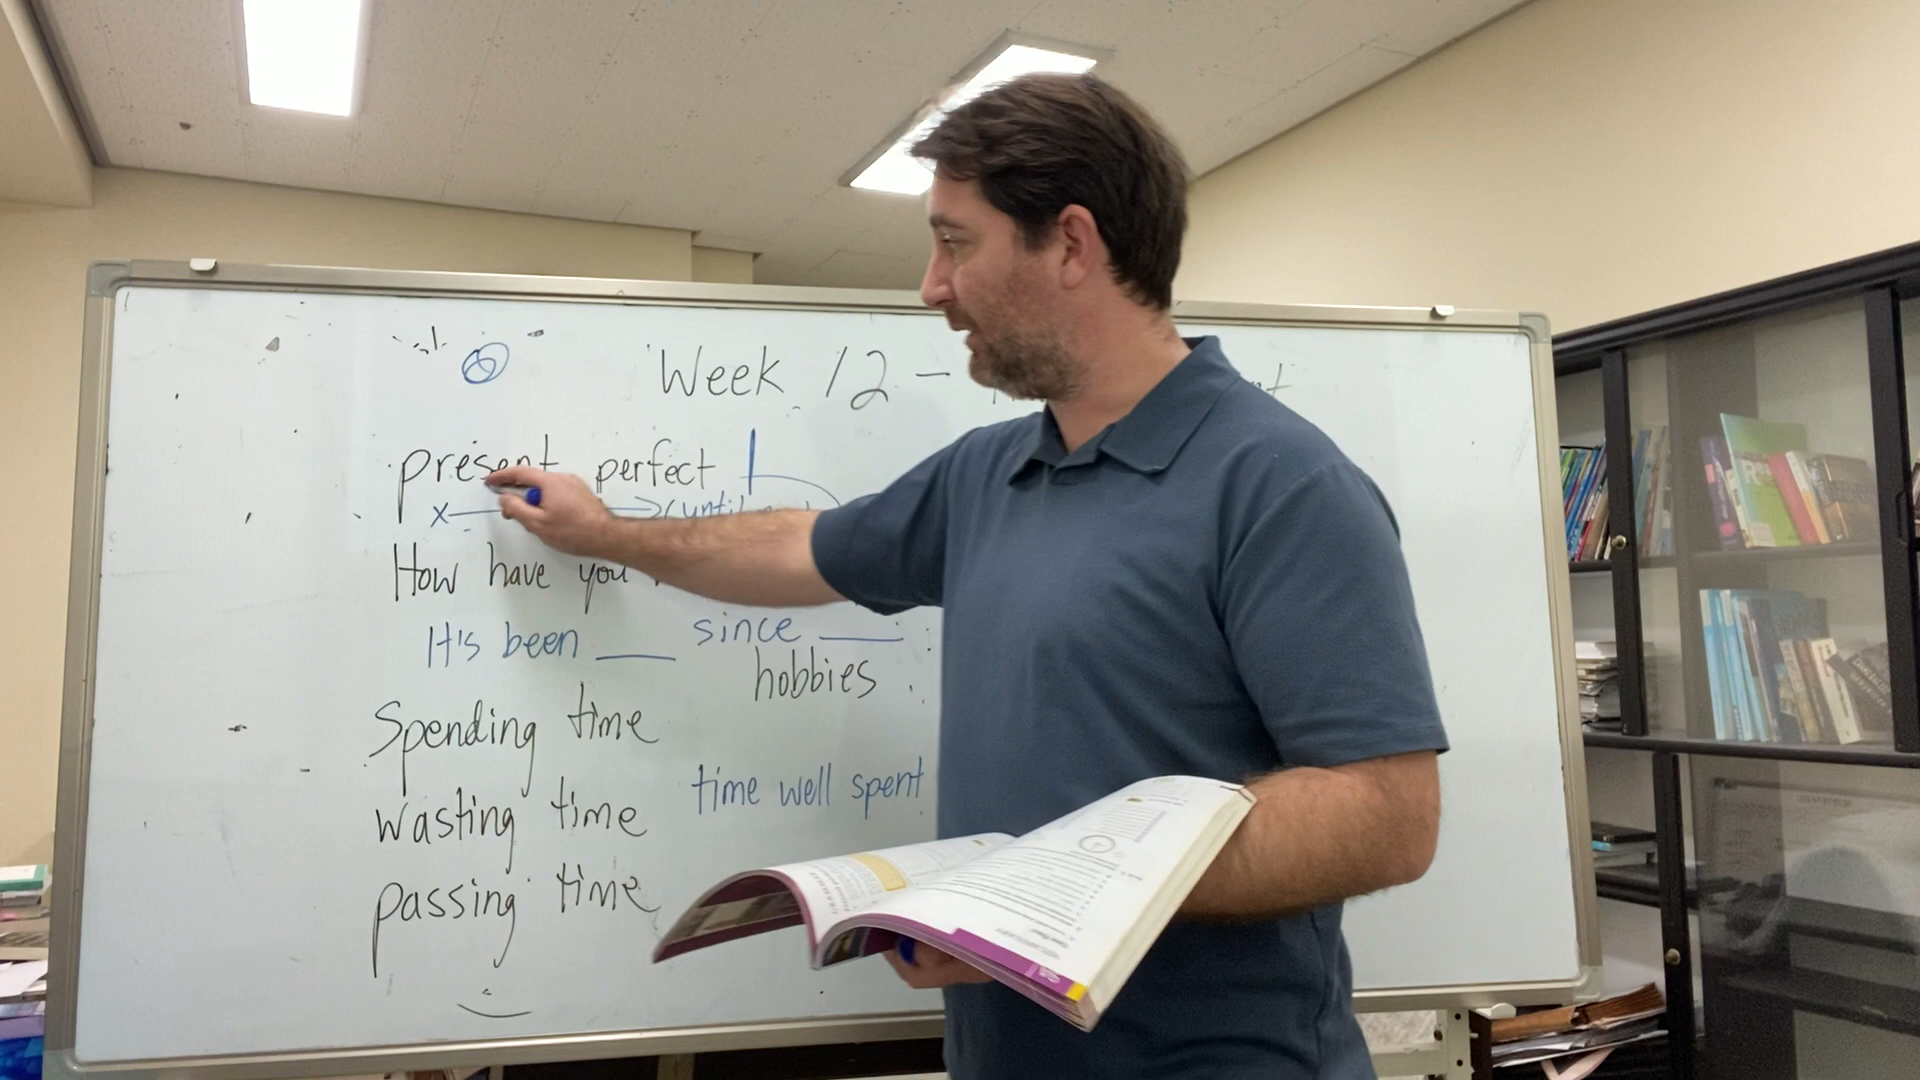 Week 12 -
present perfect
x (until
How have you
It's been ___ since ___.
hobbies
Spending time
wasting time
time well spent
passing time